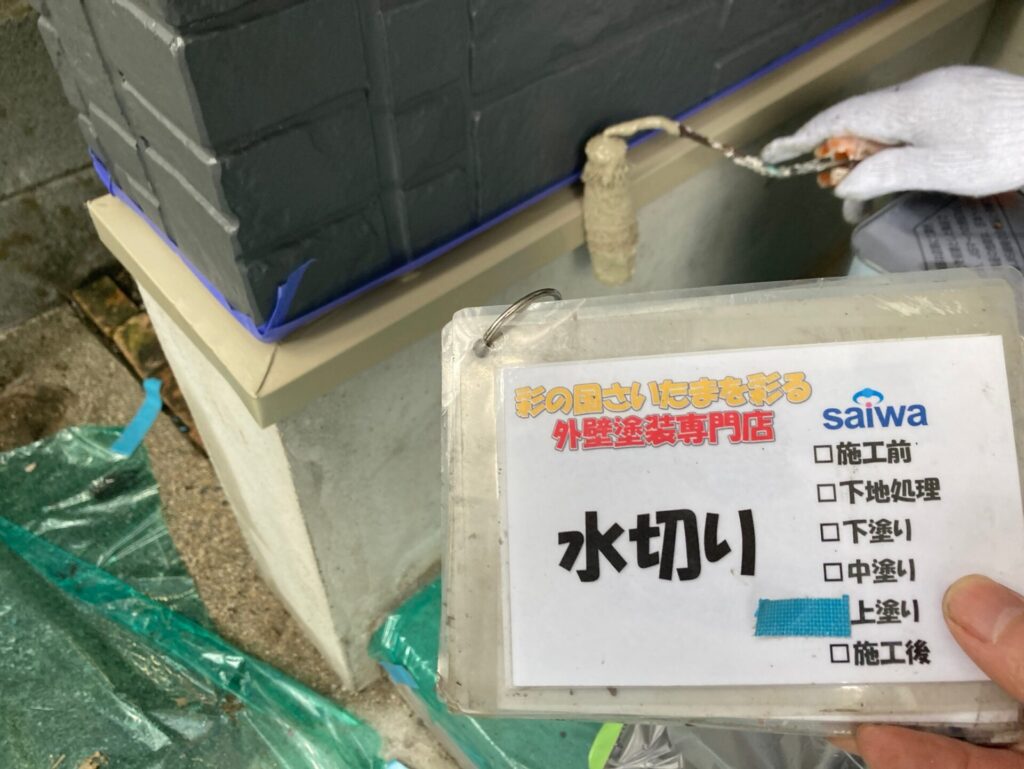 彩の国さいたまを彩る
外壁塗装専門店
saiwa
水切り
□施工前
□下地処理
□下塗り
□中塗り
上塗り
□施工後